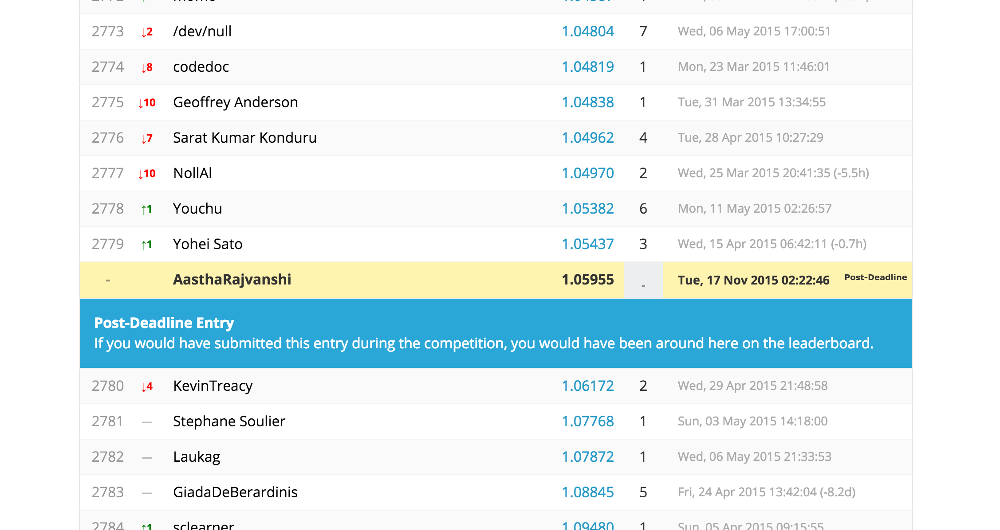 2773 ↓2 /dev/null 1.04804 7 Wed, 06 May 2015 17:00:51
2774 ↓8 codedoc 1.04819 1 Mon, 23 Mar 2015 11:46:01
2775 ↓10 Geoffrey Anderson 1.04838 1 Tue, 31 Mar 2015 13:34:55
2776 ↓7 Sarat Kumar Konduru 1.04962 4 Tue, 28 Apr 2015 10:27:29
2777 ↓10 NollAl 1.04970 2 Wed, 25 Mar 2015 20:41:35 (-5.5h)
2778 ↑1 Youchu 1.05382 6 Mon, 11 May 2015 02:26:57
2779 ↑1 Yohei Sato 1.05437 3 Wed, 15 Apr 2015 06:42:11 (-0.7h)
- AasthaRajvanshi 1.05955 - Tue, 17 Nov 2015 02:22:46 Post-Deadline
Post-Deadline Entry
If you would have submitted this entry during the competition, you would have been around here on the leaderboard.
2780 ↓4 KevinTreacy 1.06172 2 Wed, 29 Apr 2015 21:48:58
2781 — Stephane Soulier 1.07768 1 Sun, 03 May 2015 14:18:00
2782 — Laukag 1.07872 1 Wed, 06 May 2015 21:33:53
2783 — GiadaDeBerardinis 1.08845 5 Fri, 24 Apr 2015 13:42:04 (-8.2d)
2784 ↑1 sclearner 1.09480 1 Sun, 05 Apr 2015 09:15:55